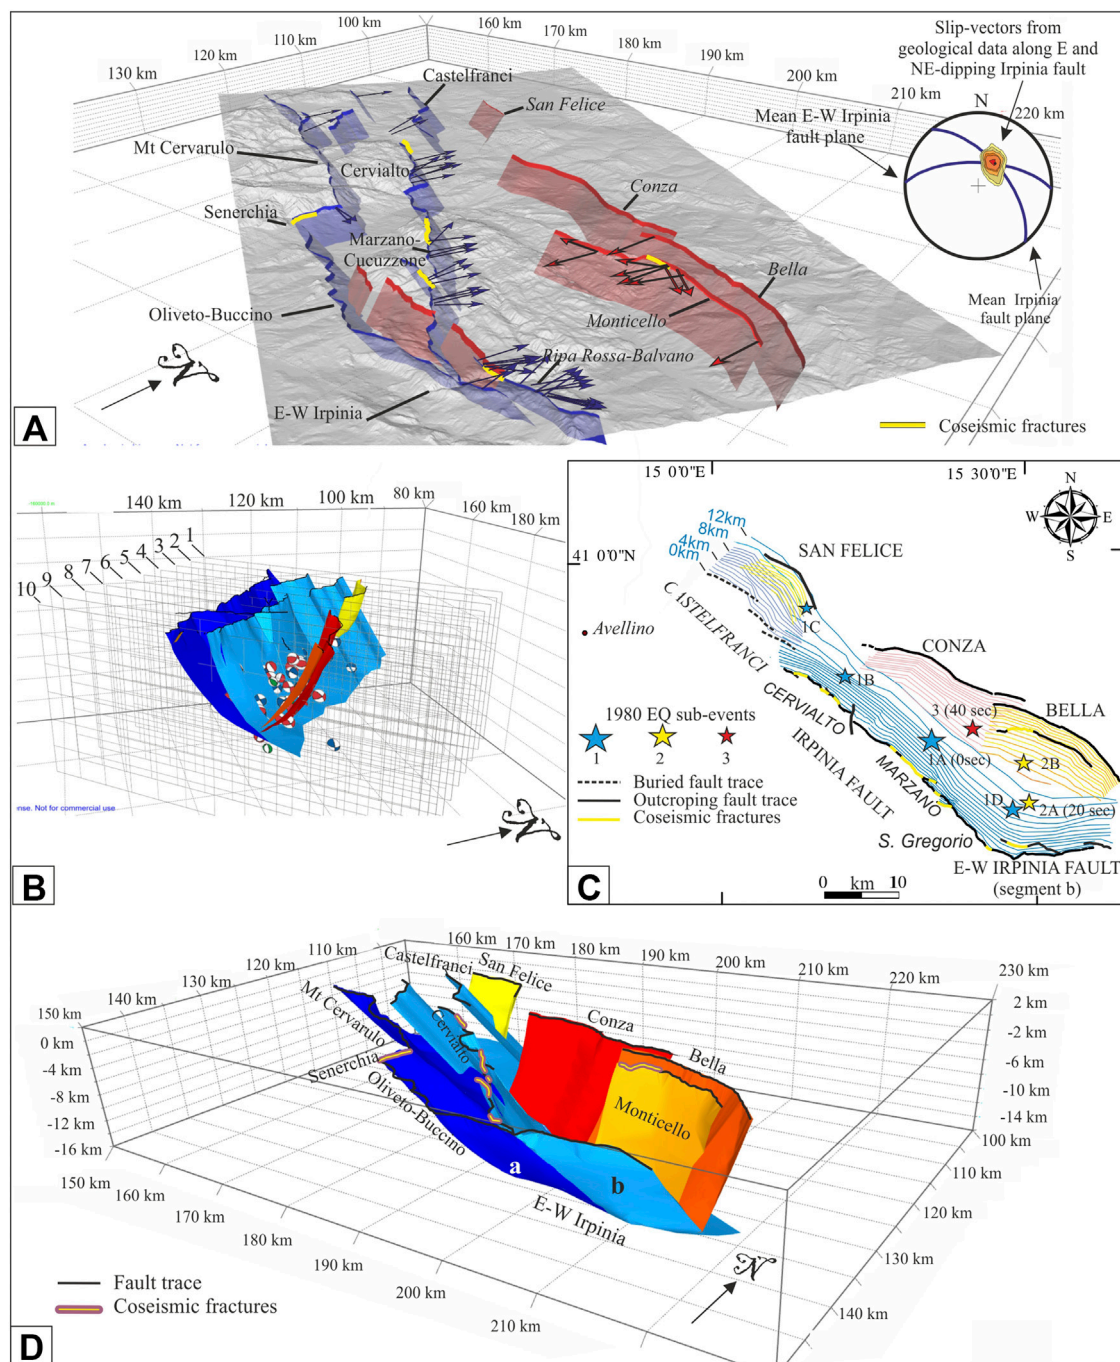 100 km
110 km
120 km
130 km
160 km
170 km
180 km
190 km
200 km
210 km
220 km
Slip-vectors from
geological data along E and
NE-dipping Irpinia fault
N
Mean E-W Irpinia
fault plane
Mean Irpinia
fault plane
Castelfranci
San Felice
Mt Cervarulo
Cervialto
Conza
Senerchia
Marzano-
Cucuzzone
Bella
Oliveto-Buccino
Monticello
Ripa Rossa-Balvano
E-W Irpinia
N
Coseismic fractures
A
140 km
120 km
100 km
80 km
160 km
180 km
10 9 8 7 6 5 4 3 2 1
nse. Not for commercial use
N
B
15 0'0"E
15 30'0"E
N
W
E
S
41 0'0"N
12km
8km
4km
0km
SAN FELICE
CASTELFRANCI
Avellino
1C
1B
CONZA
CERVIALTO
3 (40 sec)
BELLA
1980 EQ sub-events
1
2
3
1A (0sec)
2B
IRPINIA FAULT
MARZANO
1D
2A (20 sec)
Buried fault trace
Outcroping fault trace
Coseismic fractures
S. Gregorio
E-W IRPINIA FAULT
(segment b)
0 km 10
C
150 km
140 km
130 km
120 km
110 km
160 km
170 km
180 km
190 km
200 km
210 km
220 km
230 km
0 km
-4 km
-8 km
-12 km
-16 km
2 km
-2 km
-6 km
-10 km
-14 km
100 km
110 km
120 km
130 km
140 km
150 km
160 km
170 km
180 km
190 km
200 km
210 km
Castelfranci
San Felice
Mt Cervarulo
Cervialto
Conza
Bella
Senerchia
Oliveto-Buccino
Monticello
a
b
E-W Irpinia
N
Fault trace
Coseismic fractures
D